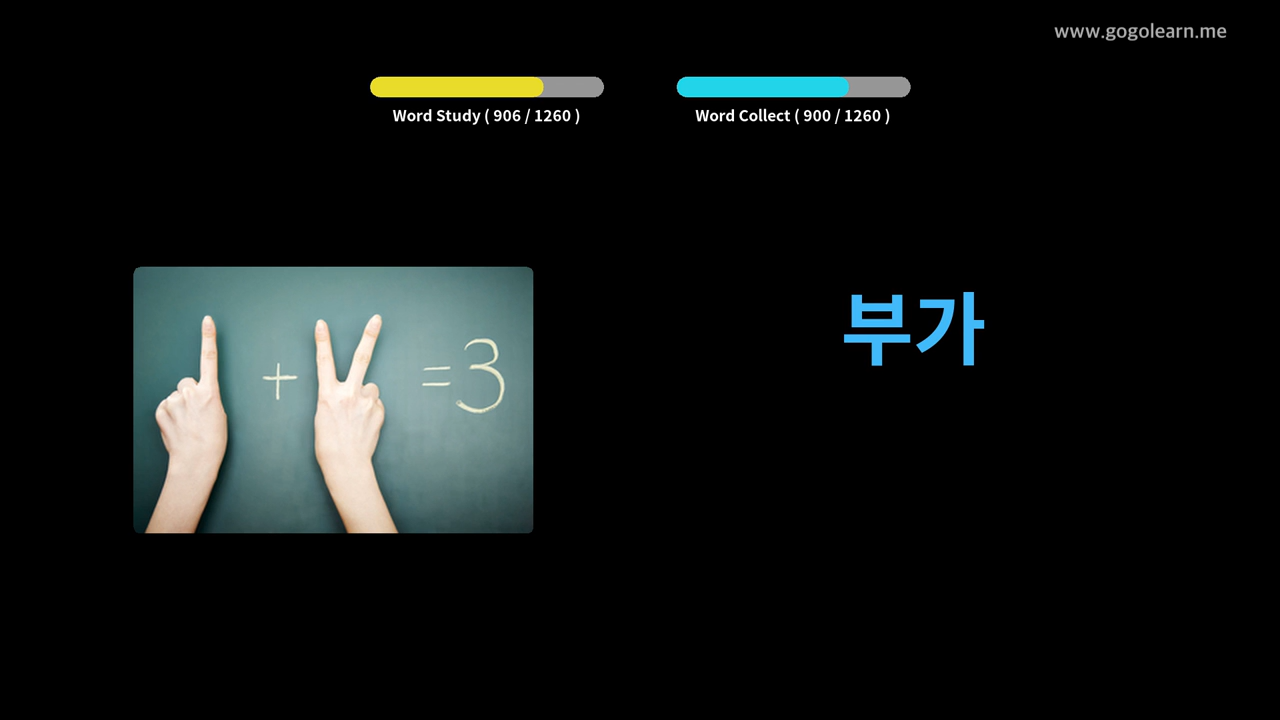 www.gogolearn.me
Word Study ( 906 / 1260 )
Word Collect ( 900 / 1260 )
+ =3
부가